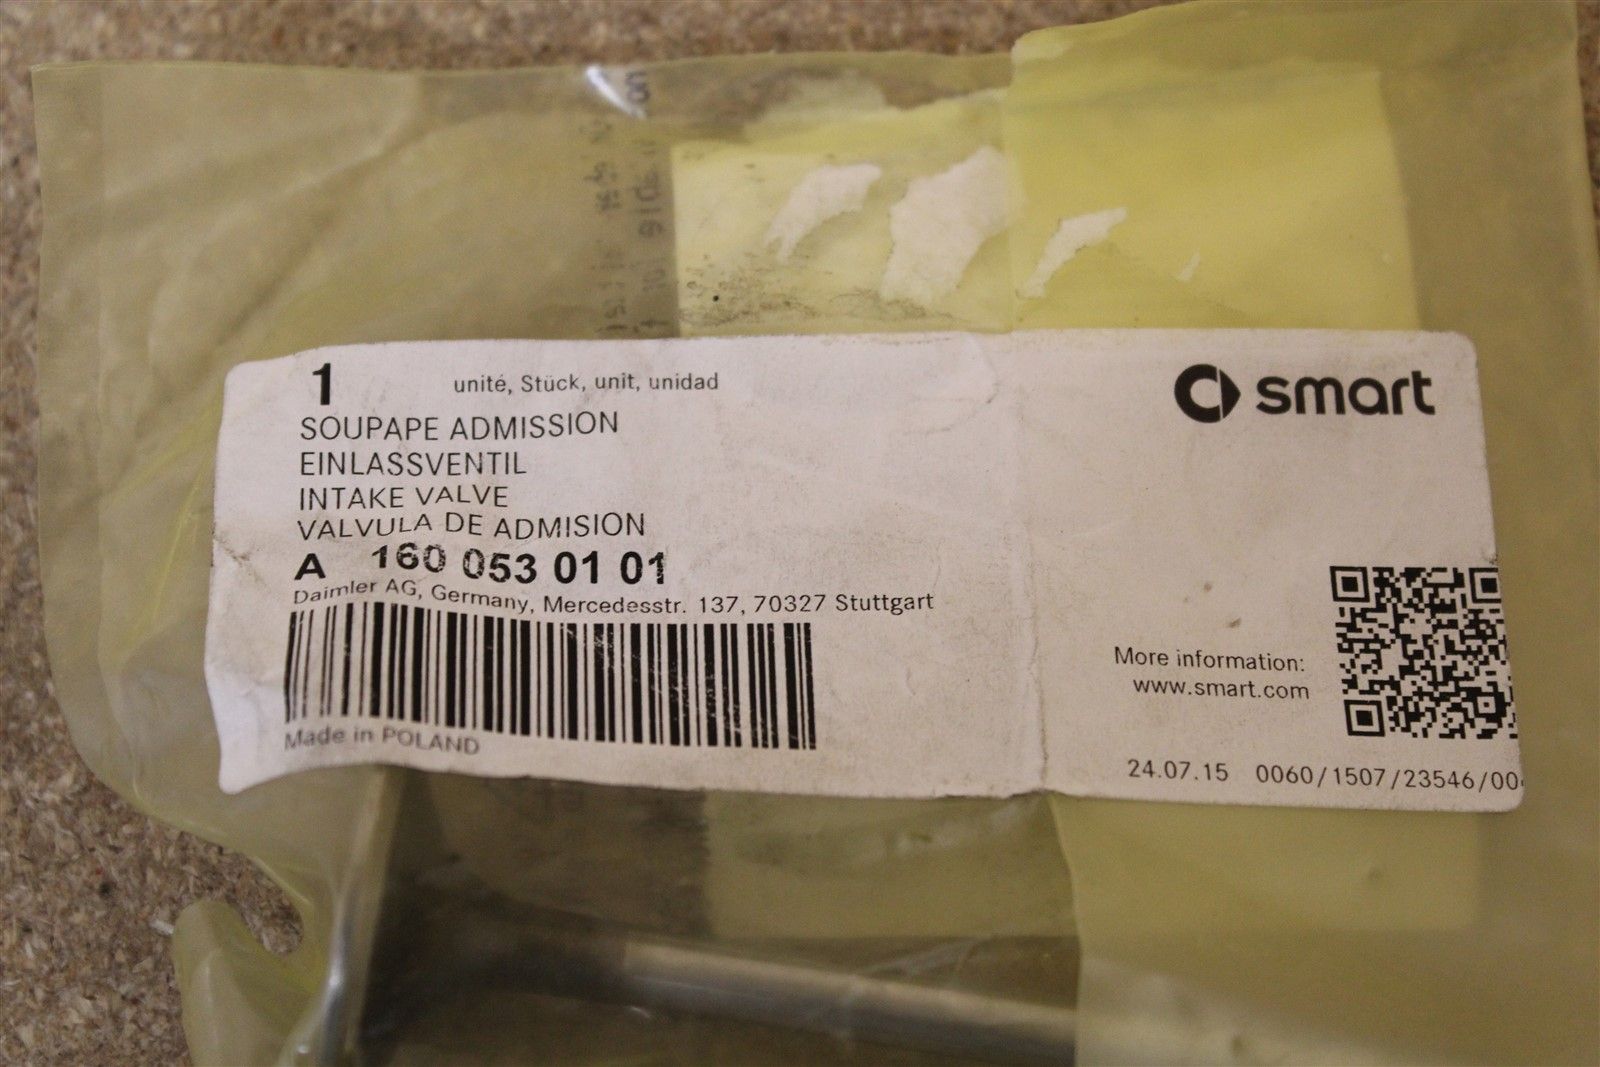 1 unité, Stück, unit, unidad
smart
SOUPAPE ADMISSION
EINLASSVENTIL
INTAKE VALVE
VALVULA DE ADMISION
A 160 053 01 01
Daimler AG, Germany, Mercedesstr. 137, 70327 Stuttgart
Made in POLAND
More information:
www.smart.com
24.07.15 0060/1507/23546/00